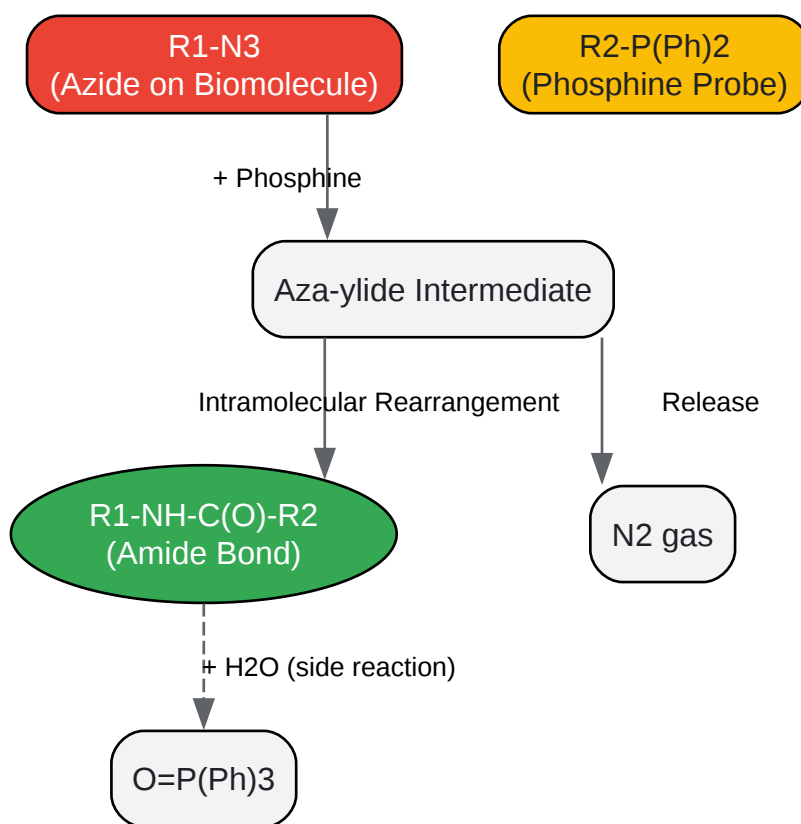 R1-N3
(Azide on Biomolecule)
R2-P(Ph)2
(Phosphine Probe)
+ Phosphine
Aza-ylide Intermediate
Intramolecular Rearrangement
Release
R1-NH-C(O)-R2
(Amide Bond)
N2 gas
+ H2O (side reaction)
O=P(Ph)3